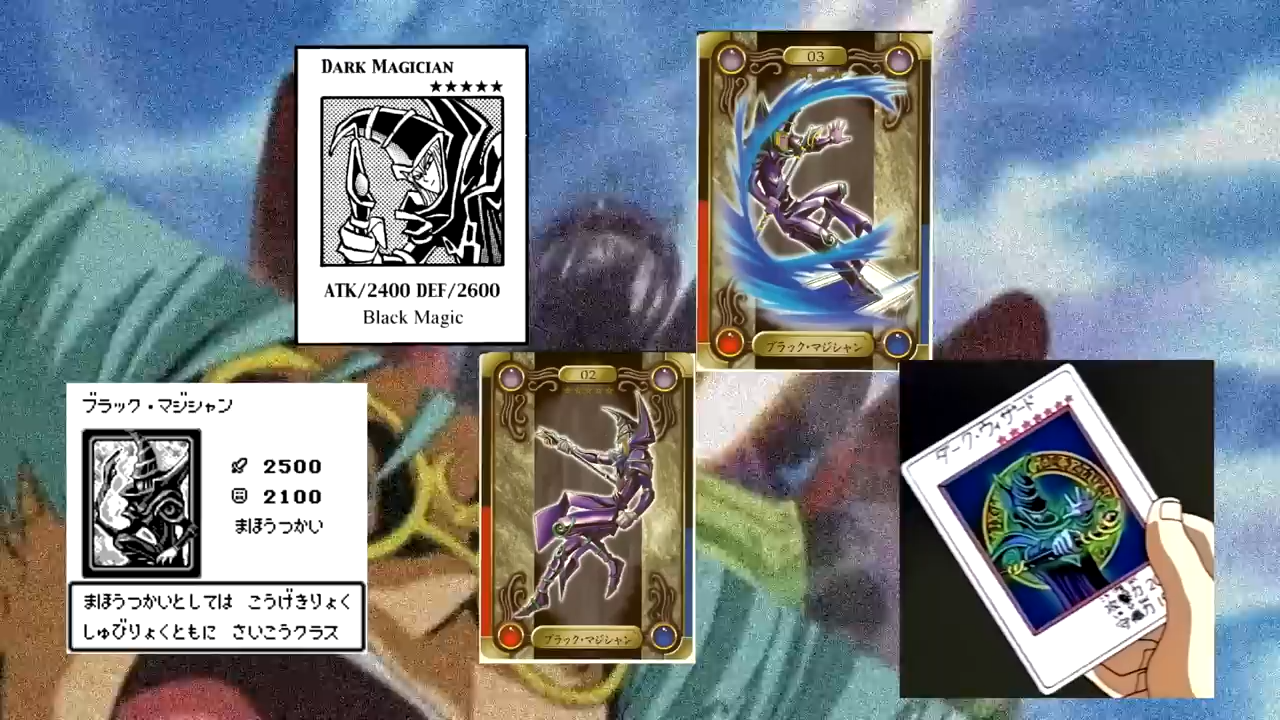 DARK MAGICIAN
★★★★★
ATK/2400 DEF/2600
Black Magic
03
ブラック・マジシャン
ブラック・マジシャン
2500
2100
まほうつかい
まほうつかいとしては こうげきりょく
しゅびりょくともに さいこうクラス
02
ブラック・マジシャン
ダーク・ウィザード